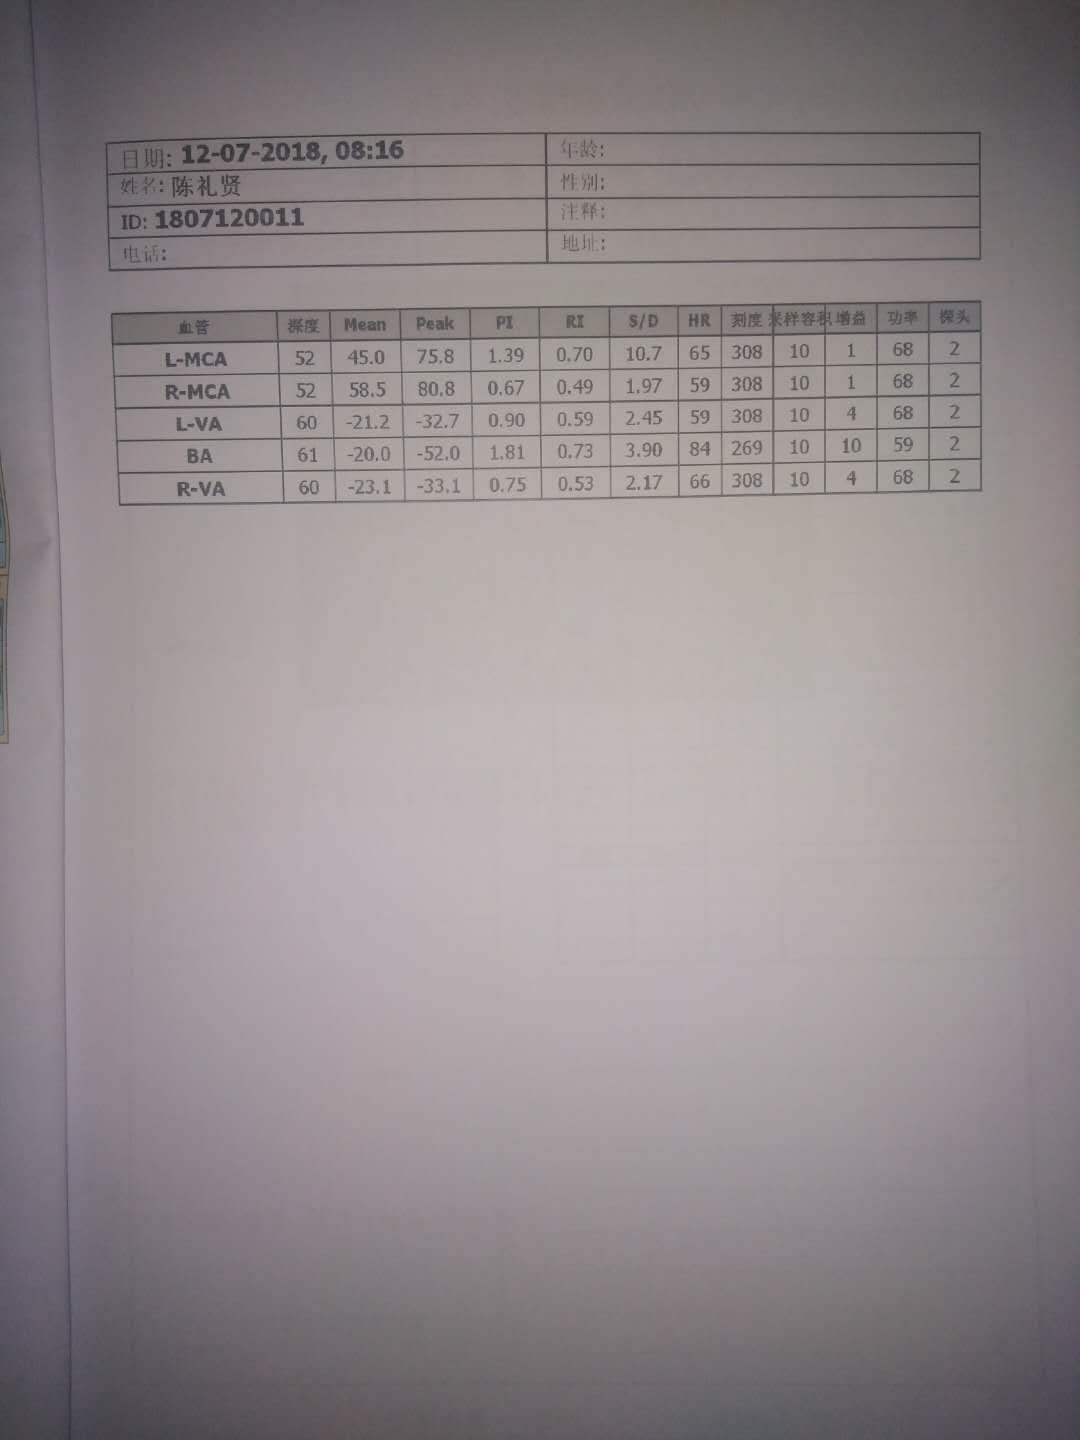 日期: 12-07-2018, 08:16 年龄:
姓名: 陈礼贤 性别:
ID: 1807120011 注释:
电话: 地址:
血管 深度 Mean Peak PI RI S/D HR 刻度 采样容积 增益 功率 探头
L-MCA 52 45.0 75.8 1.39 0.70 10.7 65 308 10 1 68 2
R-MCA 52 58.5 80.8 0.67 0.49 1.97 59 308 10 1 68 2
L-VA 60 -21.2 -32.7 0.90 0.59 2.45 59 308 10 4 68 2
BA 61 -20.0 -52.0 1.81 0.73 3.90 84 269 10 10 59 2
R-VA 60 -23.1 -33.1 0.75 0.53 2.17 66 308 10 4 68 2